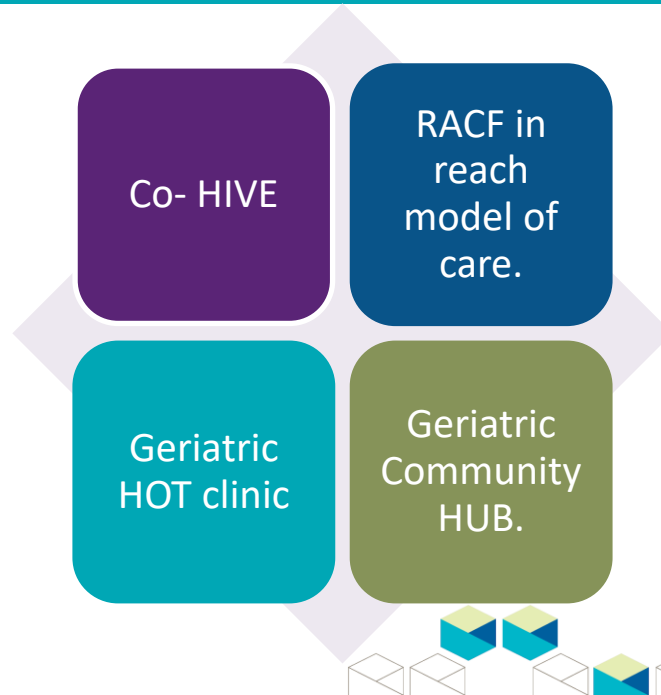 Co- HIVE
RACF in
reach
model of
care.
Geriatric
HOT clinic
Geriatric
Community
HUB.